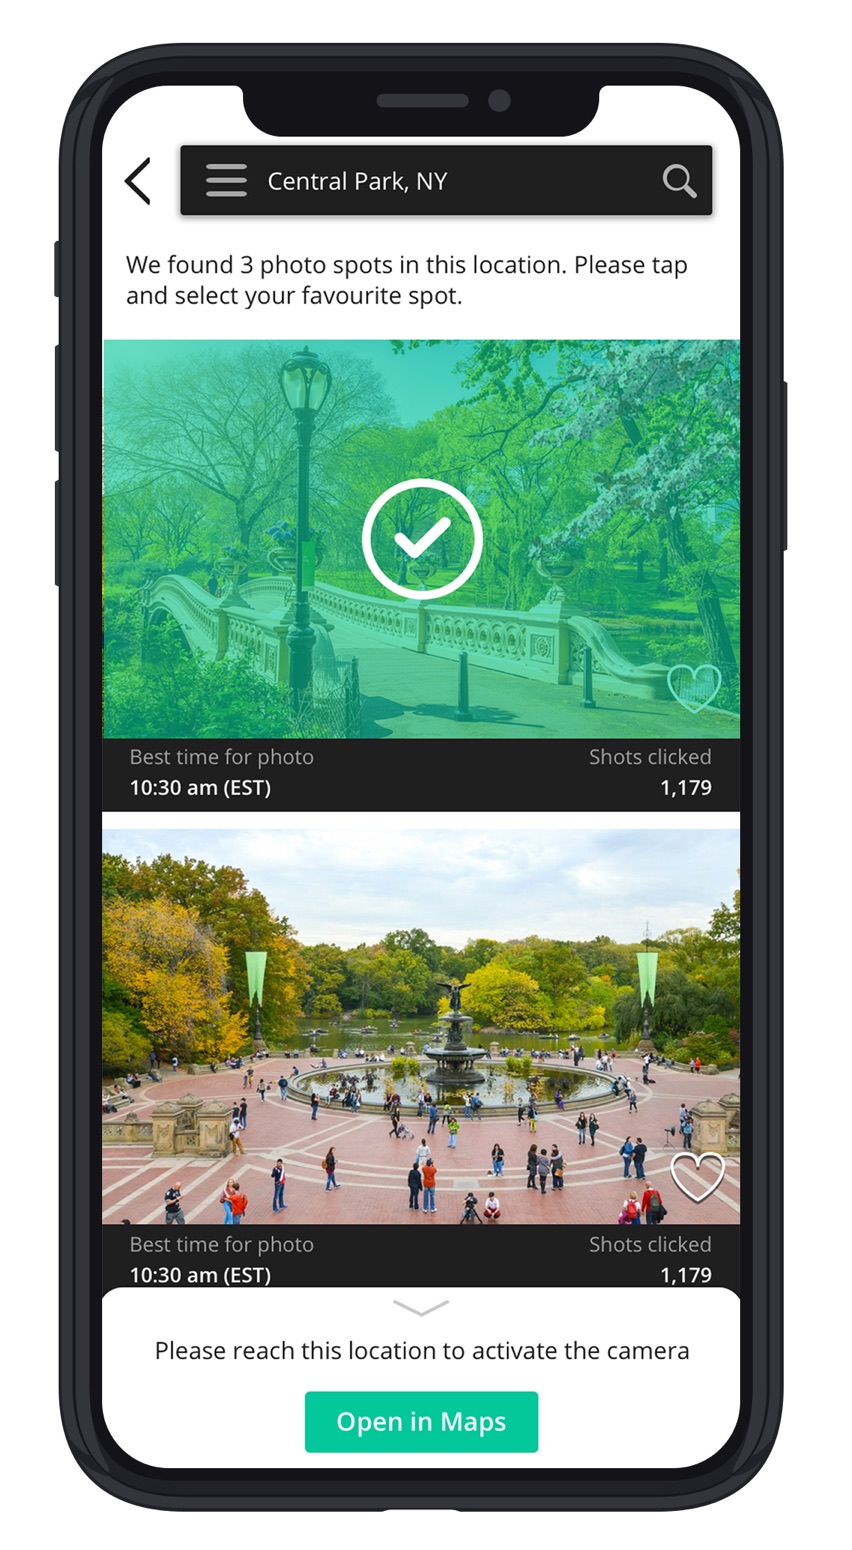 Central Park, NY
We found 3 photo spots in this location. Please tap
and select your favourite spot.
Best time for photo Shots clicked
10:30 am (EST) 1,179
Best time for photo Shots clicked
10:30 am (EST) 1,179
Please reach this location to activate the camera
Open in Maps